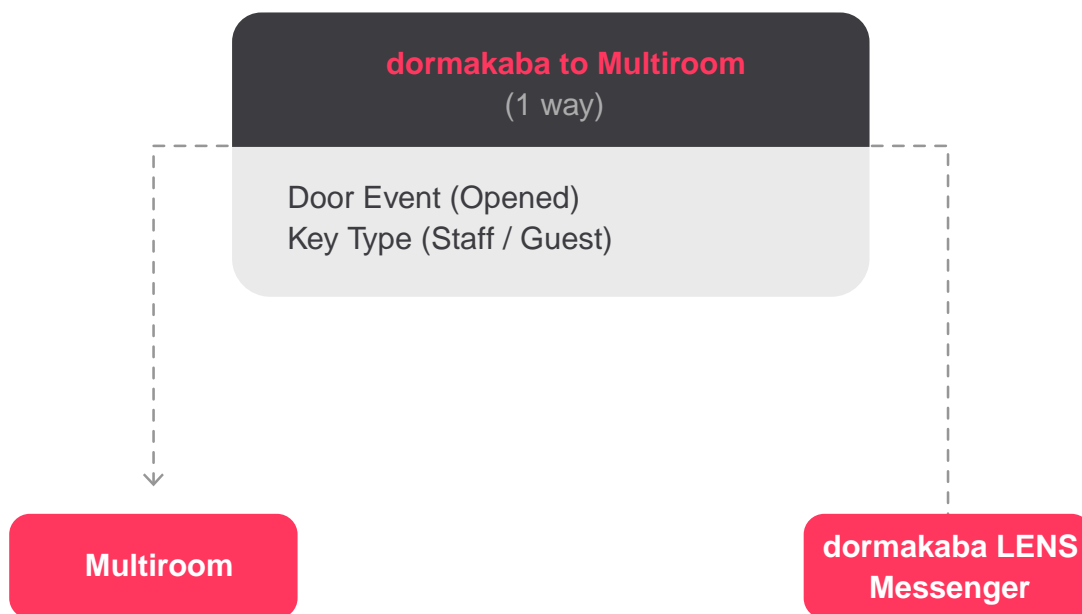 dormakaba to Multiroom
(1 way)
Door Event (Opened)
Key Type (Staff / Guest)
Multiroom
dormakaba LENS
Messenger